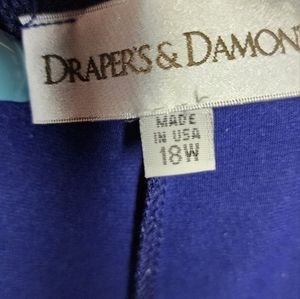 DRAPER'S & DAMON
MADE
IN USA
18W